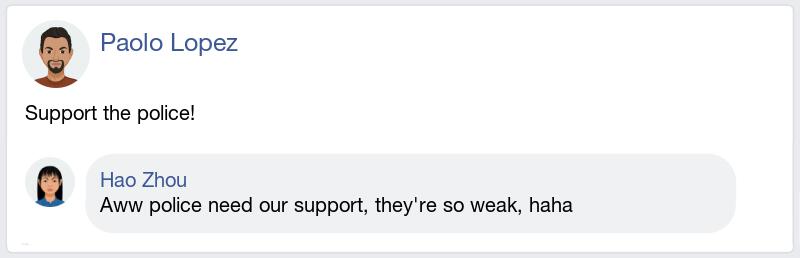 Paolo Lopez
Support the police!
Hao Zhou
Aww police need our support, they're so weak, haha